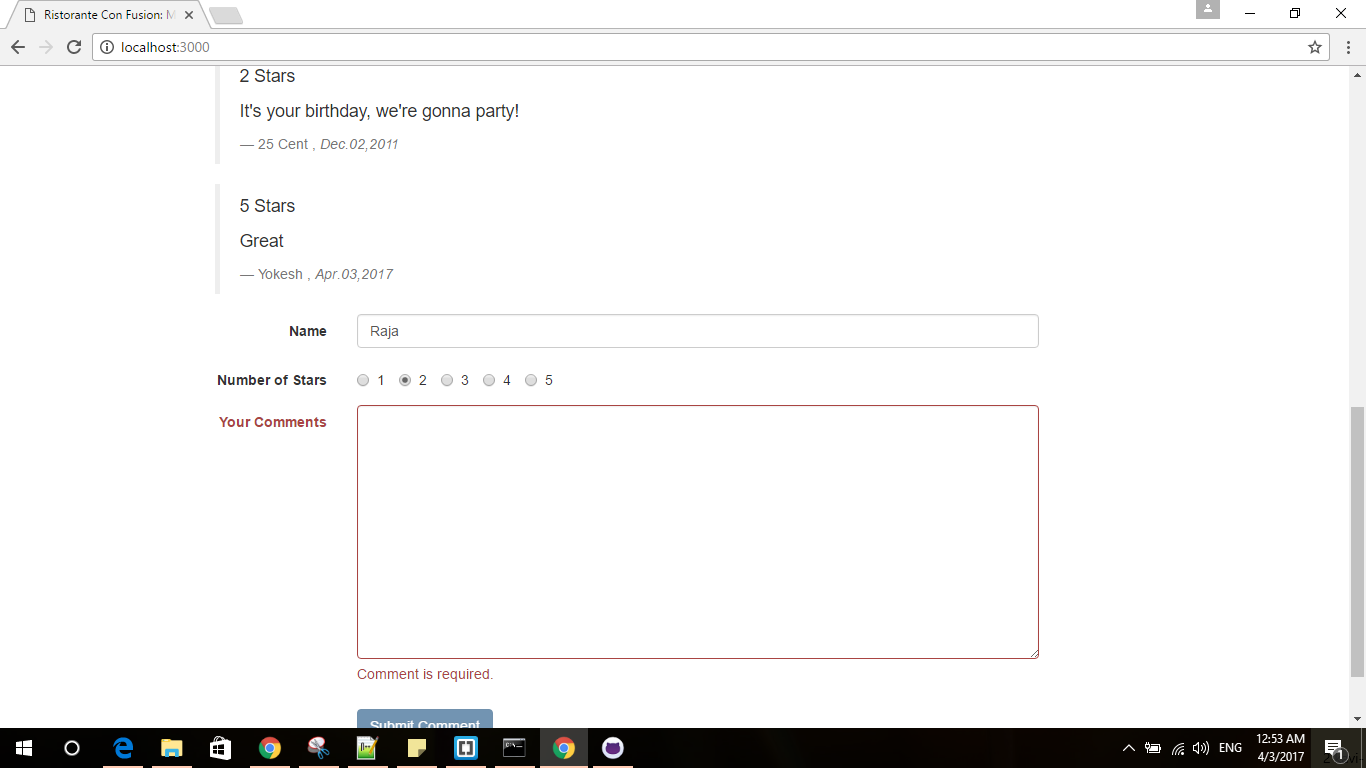 Ristorante Con Fusion: M
localhost:3000
2 Stars
It's your birthday, we're gonna party!
— 25 Cent , Dec.02,2011
5 Stars
Great
— Yokesh , Apr.03,2017
Name
Raja
Number of Stars
1 2 3 4 5
Your Comments
Comment is required.
Submit Comment
ENG
12:53 AM
4/3/2017
1